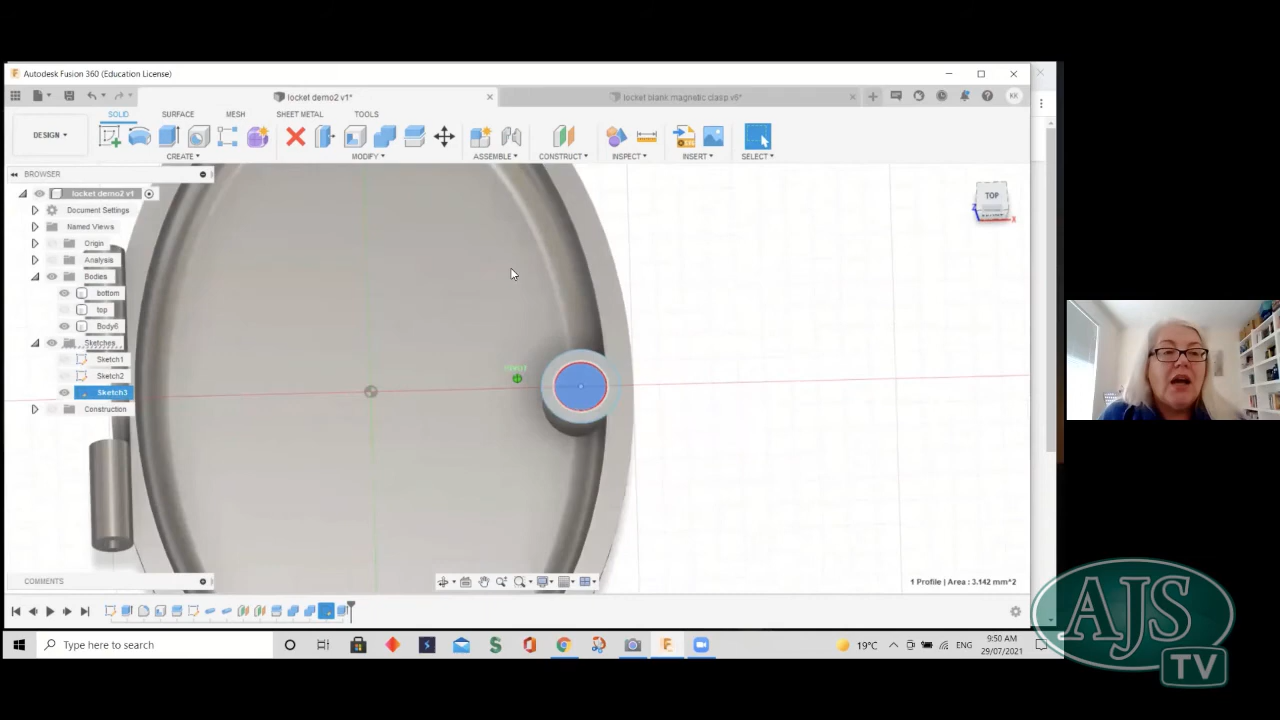 Autodesk Fusion 360 (Education License)
locket demo2 v1*
locket blank magnetic clasp v6*
KK
SOLID
SURFACE
MESH
SHEET METAL
TOOLS
DESIGN
CREATE
MODIFY
ASSEMBLE
CONSTRUCT
INSPECT
INSERT
SELECT
BROWSER
locket demo2 v1
Document Settings
Named Views
Origin
Analysis
Bodies
bottom
top
Body6
Sketches
Sketch1
Sketch2
Sketch3
Construction
TOP
FRONT
Z
X
COMMENTS
1 Profile | Area : 3.142 mm^2
Type here to search
19°C
ENG
9:50 AM
29/07/2021
AJS
TV